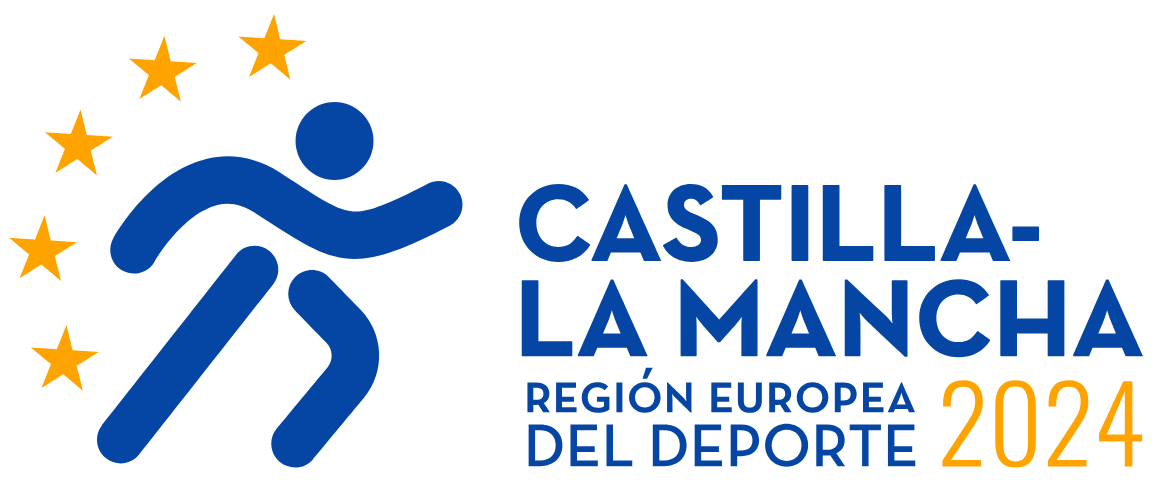 CASTILLA-
LA MANCHA
REGIÓN EUROPEA
DEL DEPORTE 2024